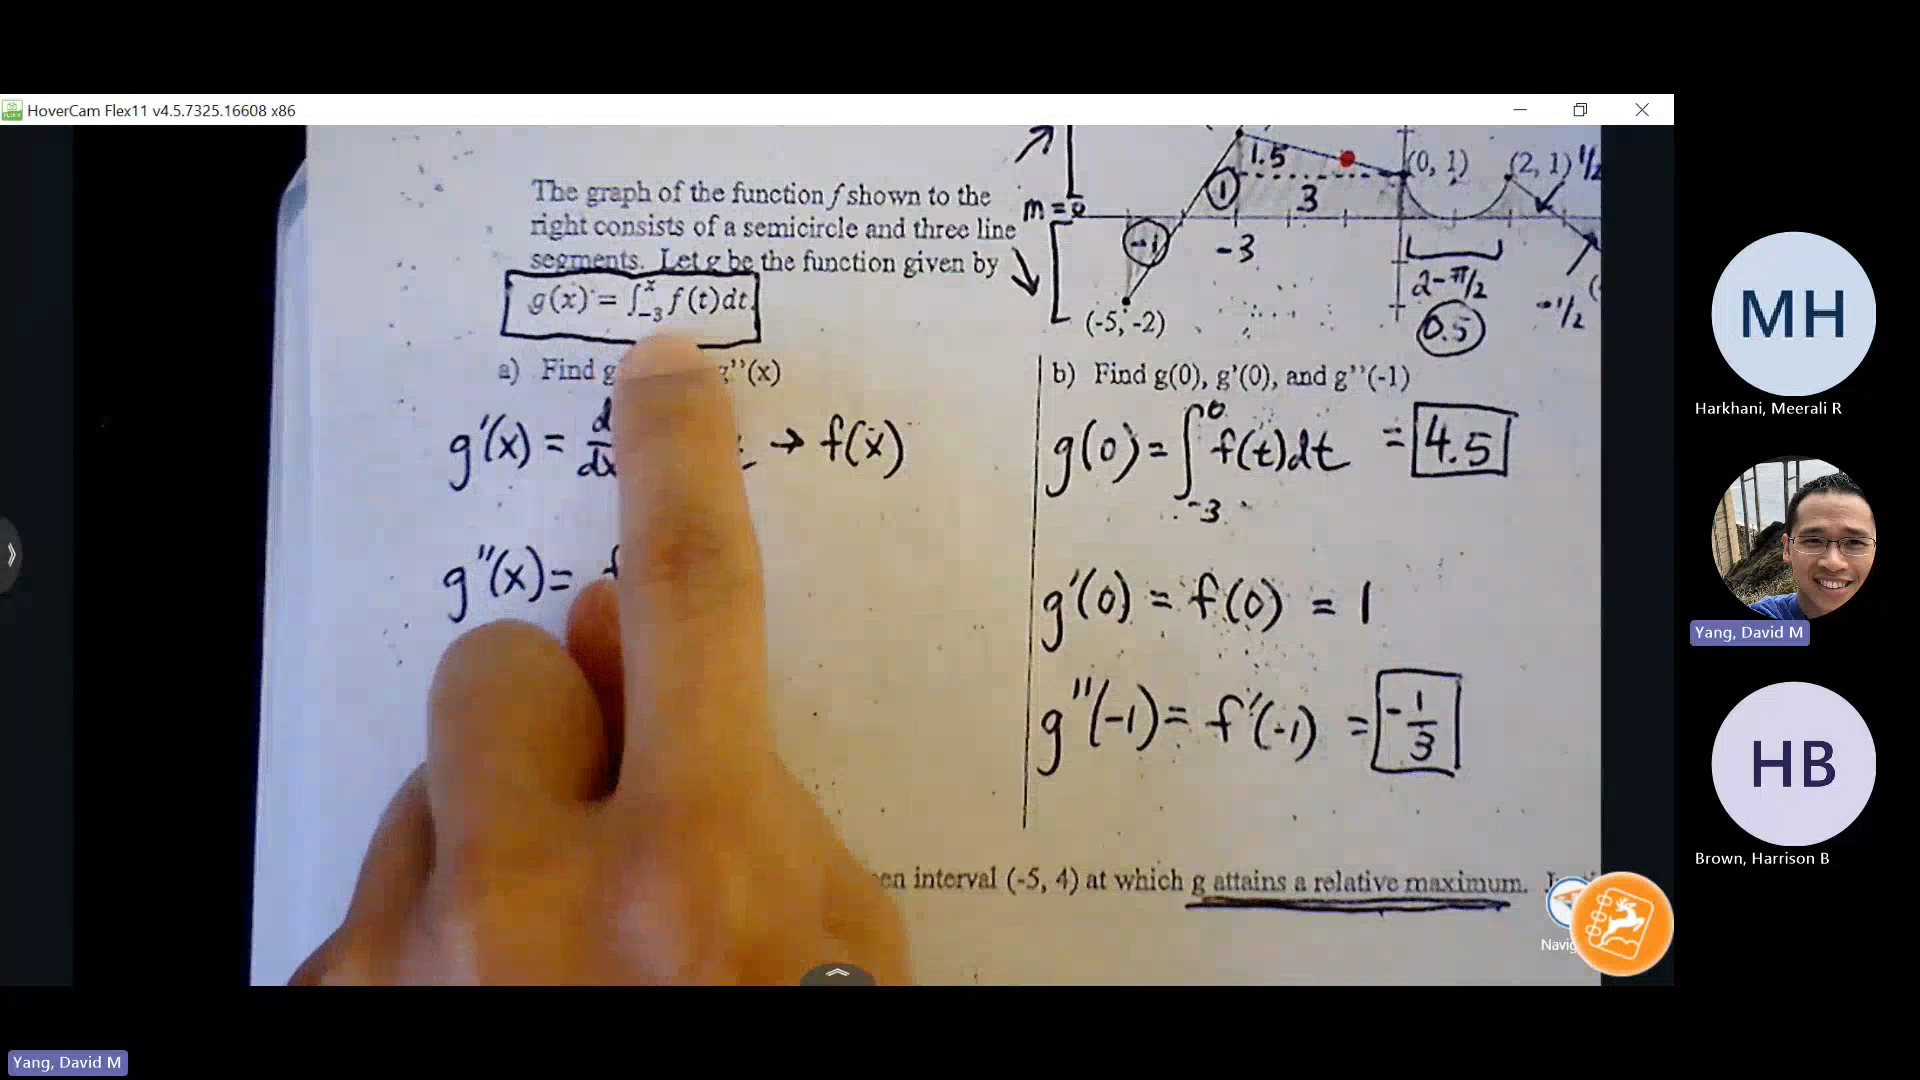 HoverCam Flex11 v4.5.7325.16608 x86
The graph of the function f shown to the
right consists of a semicircle and three line
segments. Let g be the function given by
g(x) = ∫_{-3}^{x} f(t)dt.
m = 0
1.5
1
3
(0, 1)
(2, 1)
1/2
-1
-3
2-π/2
-1/2
(-5, -2)
0.5
a) Find g
g''(x)
g'(x) = d/dx → f(x)
g''(x) = f
b) Find g(0), g'(0), and g''(-1)
g(0) = ∫_{-3}^{0} f(t)dt = 4.5
g'(0) = f(0) = 1
g''(-1) = f'(-1) = -1/3
interval (-5, 4) at which g attains a relative maximum.
MH
Harkhani, Meerali R
Yang, David M
HB
Brown, Harrison B
Yang, David M